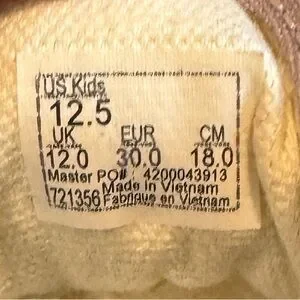 US Kids
12.5
UK EUR CM
12.0 30.0 18.0
Master PO#: 4200043913
721356 Made in Vietnam
Fabriqué en Vietnam